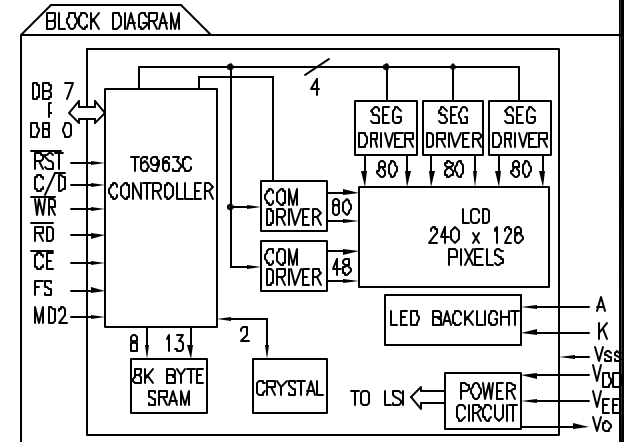 BLOCK DIAGRAM
4
DB 7
DB 0
SEG DRIVER
SEG DRIVER
SEG DRIVER
80
80
80
RST
C/D
WR
RD
CE
FS
MD2
T6963C CONTROLLER
COM DRIVER
80
COM DRIVER
48
LCD
240 x 128
PIXELS
LED BACKLIGHT
A
K
Vss
VDD
VEE
Vo
8
13
2
8K BYTE
SRAM
CRYSTAL
TO LSI
POWER
CIRCUIT